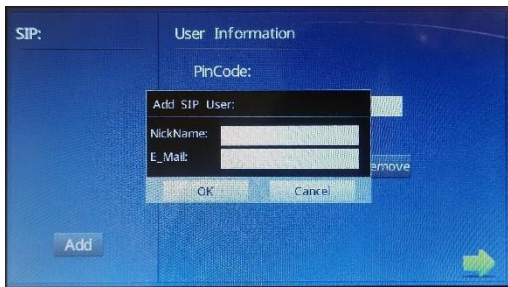 SIP:
User Information
PinCode:
Add SIP User:
NickName:
E_Mail:
emove
OK
Cancel
Add